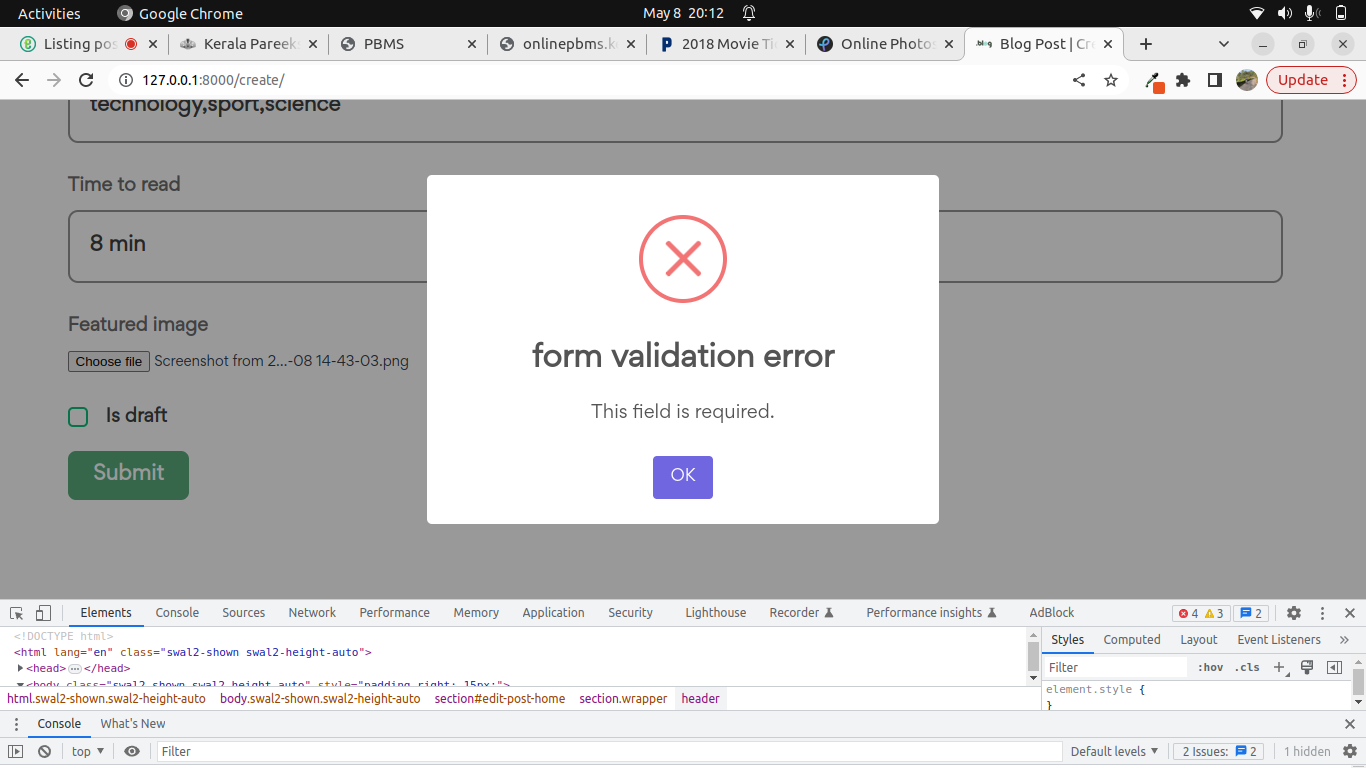 Activities Google Chrome May 8 20:12
Listing pos Kerala Pareeks PBMS onlinepbms.k 2018 Movie Ti Online Photos .blog Blog Post | Cr
127.0.0.1:8000/create/ Update
technology,sport,science
Time to read
8 min
Featured image
Choose file Screenshot from 2...-08 14-43-03.png
Is draft
Submit
form validation error
This field is required.
OK
Elements Console Sources Network Performance Memory Application Security Lighthouse Recorder Performance insights AdBlock 4 3 2
<!DOCTYPE html>
<html lang="en" class="swal2-shown swal2-height-auto">
<head> ••• </head>
<body class="swal2-shown swal2-height-auto" style="padding-right: 15px;">
html.swal2-shown.swal2-height-auto body.swal2-shown.swal2-height-auto section#edit-post-home section.wrapper header
Styles Computed Layout Event Listeners »
Filter :hov .cls
element.style {
}
Console What's New
top Filter Default levels 2 Issues: 2 1 hidden